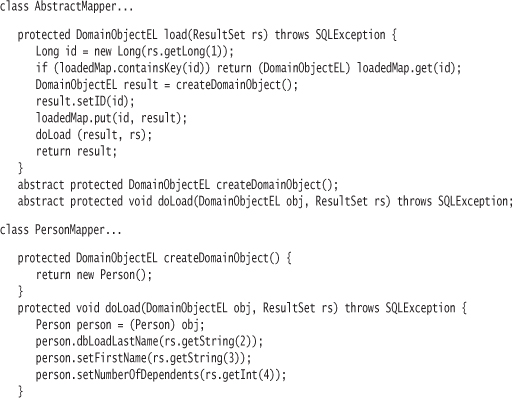 class AbstractMapper...
protected DomainObjectEL load(ResultSet rs) throws SQLException {
Long id = new Long(rs.getLong(1));
if (loadedMap.containsKey(id)) return (DomainObjectEL) loadedMap.get(id);
DomainObjectEL result = createDomainObject();
result.setID(id);
loadedMap.put(id, result);
doLoad (result, rs);
return result;
}
abstract protected DomainObjectEL createDomainObject();
abstract protected void doLoad(DomainObjectEL obj, ResultSet rs) throws SQLException;
class PersonMapper...
protected DomainObjectEL createDomainObject() {
return new Person();
}
protected void doLoad(DomainObjectEL obj, ResultSet rs) throws SQLException {
Person person = (Person) obj;
person.dbLoadLastName(rs.getString(2));
person.setFirstName(rs.getString(3));
person.setNumberOfDependents(rs.getInt(4));
}